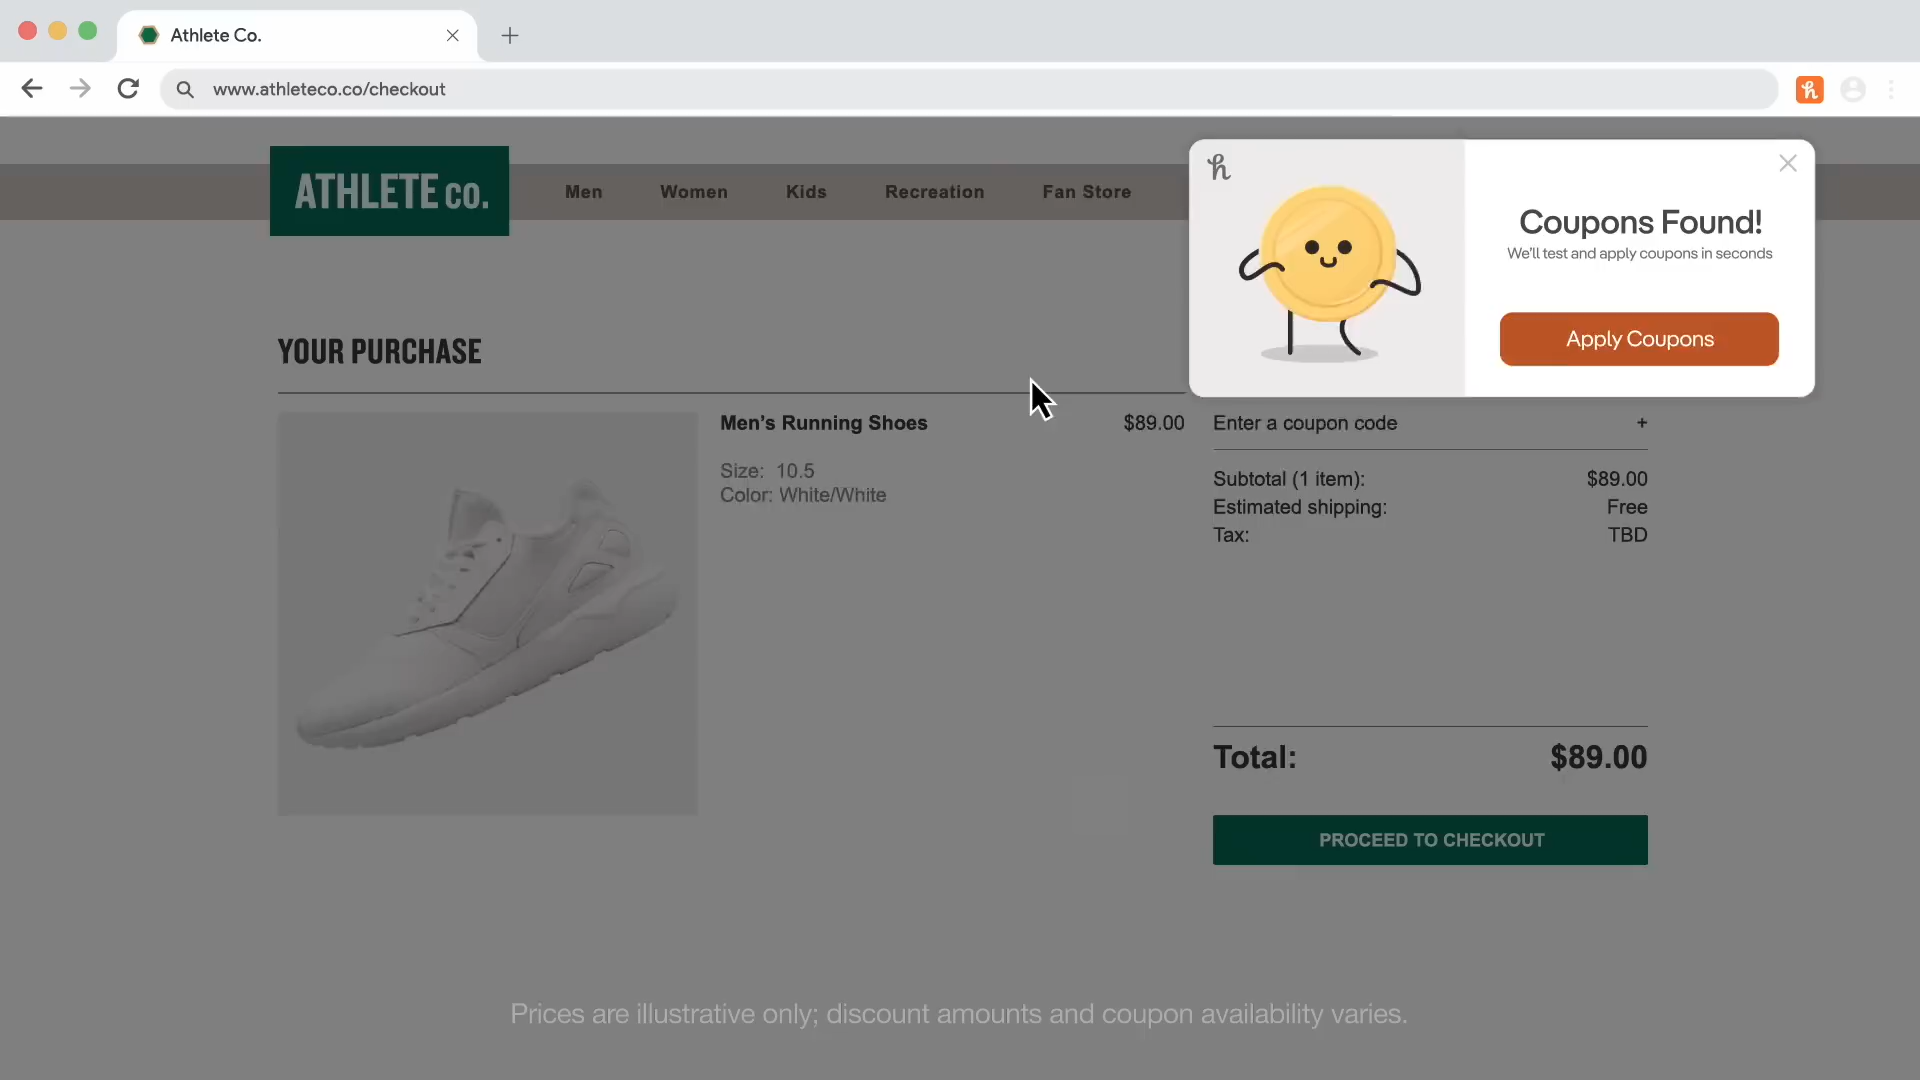 Athlete Co.
www.athleteco.co/checkout
h
ATHLETE CO.
Men
Women
Kids
Recreation
Fan Store
h
Coupons Found!
We'll test and apply coupons in seconds
Apply Coupons
YOUR PURCHASE
Men's Running Shoes
$89.00
Size: 10.5
Color: White/White
Enter a coupon code +
Subtotal (1 item): $89.00
Estimated shipping: Free
Tax: TBD
Total: $89.00
PROCEED TO CHECKOUT
Prices are illustrative only; discount amounts and coupon availability varies.